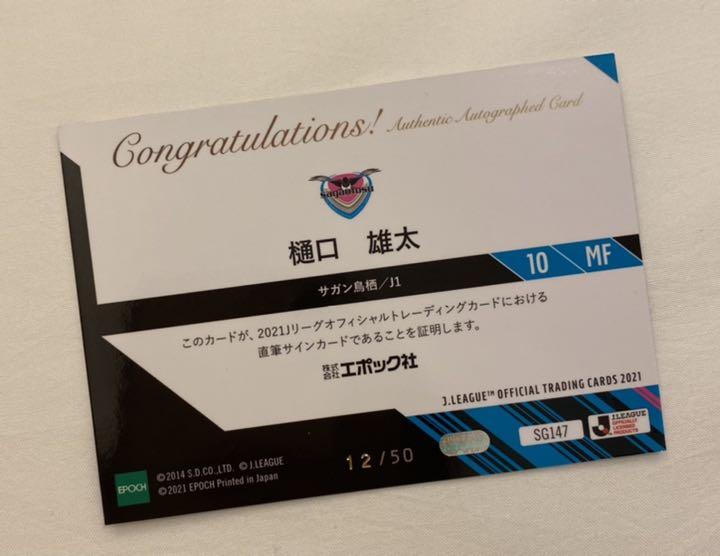 Congratulations! Authentic Autographed Card
sagantosu
樋口 雄太
10 MF
サガン鳥栖/J1
このカードが、2021Jリーグオフィシャルトレーディングカードにおける
直筆サインカードであることを証明します。
株式会社エポック社
J.LEAGUE™ OFFICIAL TRADING CARDS 2021
SG147
J.LEAGUE
OFFICIALLY
LICENSED
PRODUCTS
12/50
EPOCH
©2014 S.D.CO.,LTD. ©J.LEAGUE
©2021 EPOCH Printed in Japan